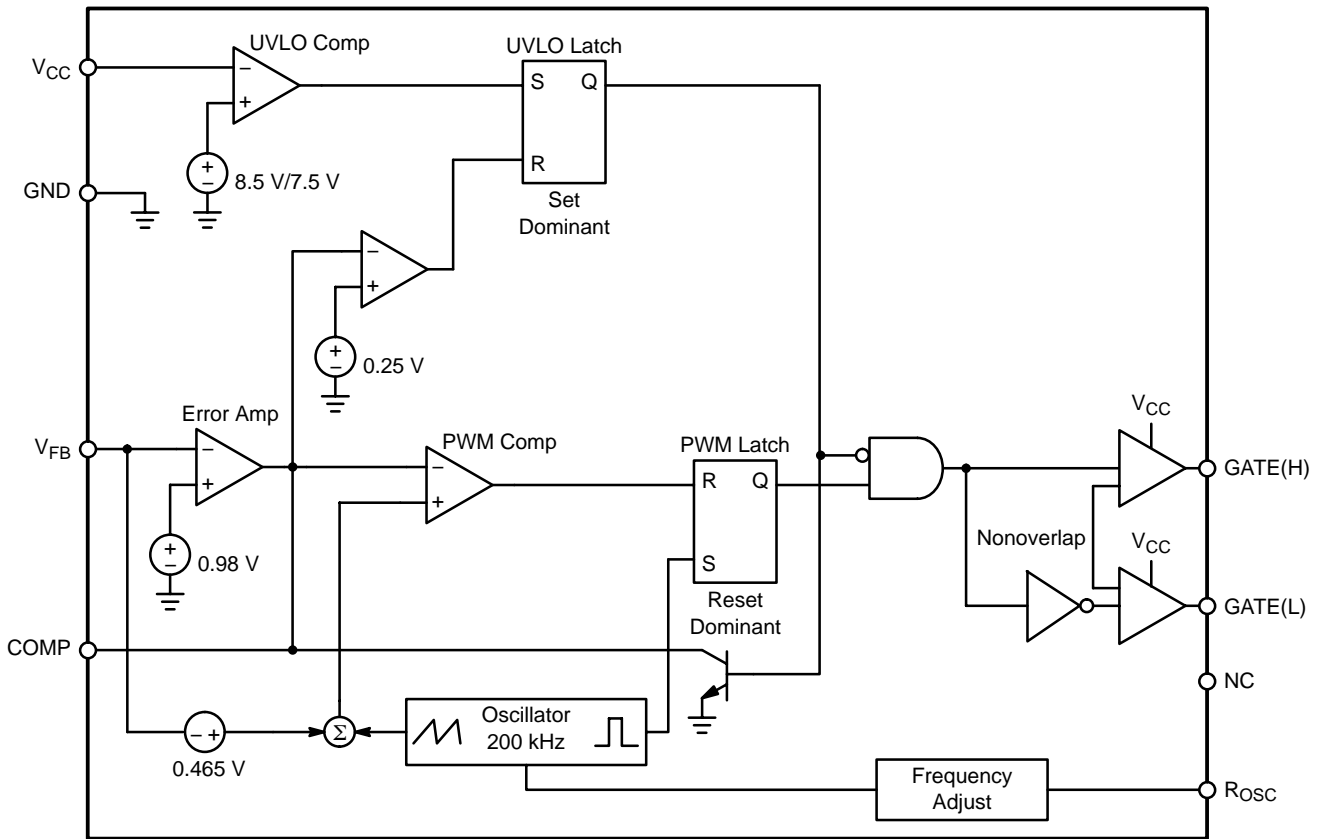 UVLO Comp
UVLO Latch
VCC
−
+
S
Q
R
+
−
8.5 V/7.5 V
GND
Set
Dominant
−
+
+
−
0.25 V
Error Amp
VCC
PWM Comp
PWM Latch
VFB
−
+
−
+
R
Q
S
GATE(H)
+
−
0.98 V
Nonoverlap
VCC
Reset
Dominant
GATE(L)
COMP
NC
− +
0.465 V
Σ
Oscillator
200 kHz
Frequency
Adjust
ROSC